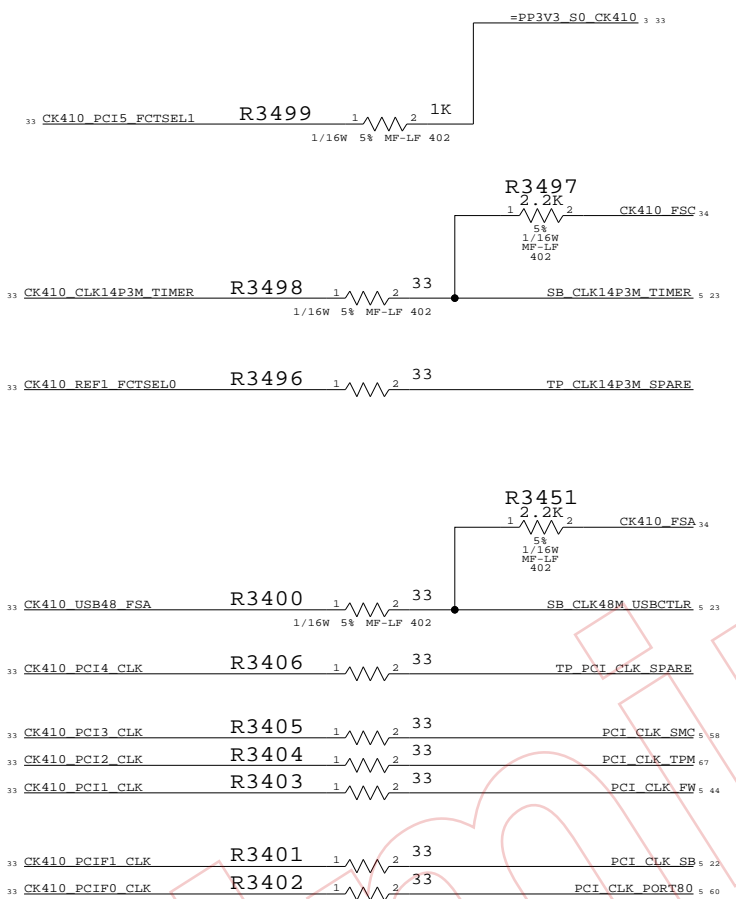 =PP3V3_S0_CK410 3 33
33 CK410_PCI5_FCTSEL1 R3499 1 2 1K
1/16W 5% MF-LF 402
R3497
2.2K
1 2 CK410_FSC 34
5%
1/16W
MF-LF
402
33 CK410_CLK14P3M_TIMER R3498 1 2 33 SB_CLK14P3M_TIMER 5 23
1/16W 5% MF-LF 402
33 CK410_REF1_FCTSEL0 R3496 1 2 33 TP_CLK14P3M_SPARE
R3451
2.2K
1 2 CK410_FSA 34
5%
1/16W
MF-LF
402
33 CK410_USB48_FSA R3400 1 2 33 SB_CLK48M_USBCTLR 5 23
1/16W 5% MF-LF 402
33 CK410_PCI4_CLK R3406 1 2 33 TP_PCI_CLK_SPARE
33 CK410_PCI3_CLK R3405 1 2 33 PCI_CLK_SMC 5 58
33 CK410_PCI2_CLK R3404 1 2 33 PCI_CLK_TPM 67
33 CK410_PCI1_CLK R3403 1 2 33 PCI_CLK_FW 5 44
33 CK410_PCIF1_CLK R3401 1 2 33 PCI_CLK_SB 5 22
33 CK410_PCIF0_CLK R3402 1 2 33 PCI_CLK_PORT80 5 60